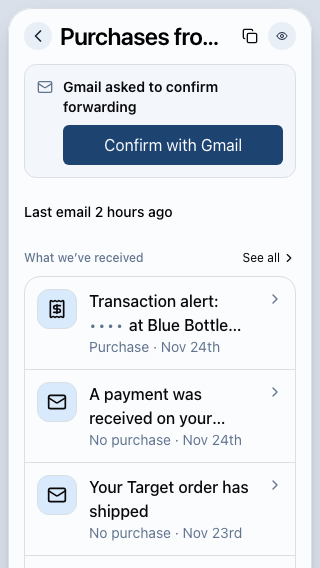 Purchases fro...
Gmail asked to confirm
forwarding
Confirm with Gmail
Last email 2 hours ago
What we’ve received
See all
Transaction alert:
•••• at Blue Bottle...
Purchase · Nov 24th
A payment was
received on your...
No purchase · Nov 24th
Your Target order has
shipped
No purchase · Nov 23rd